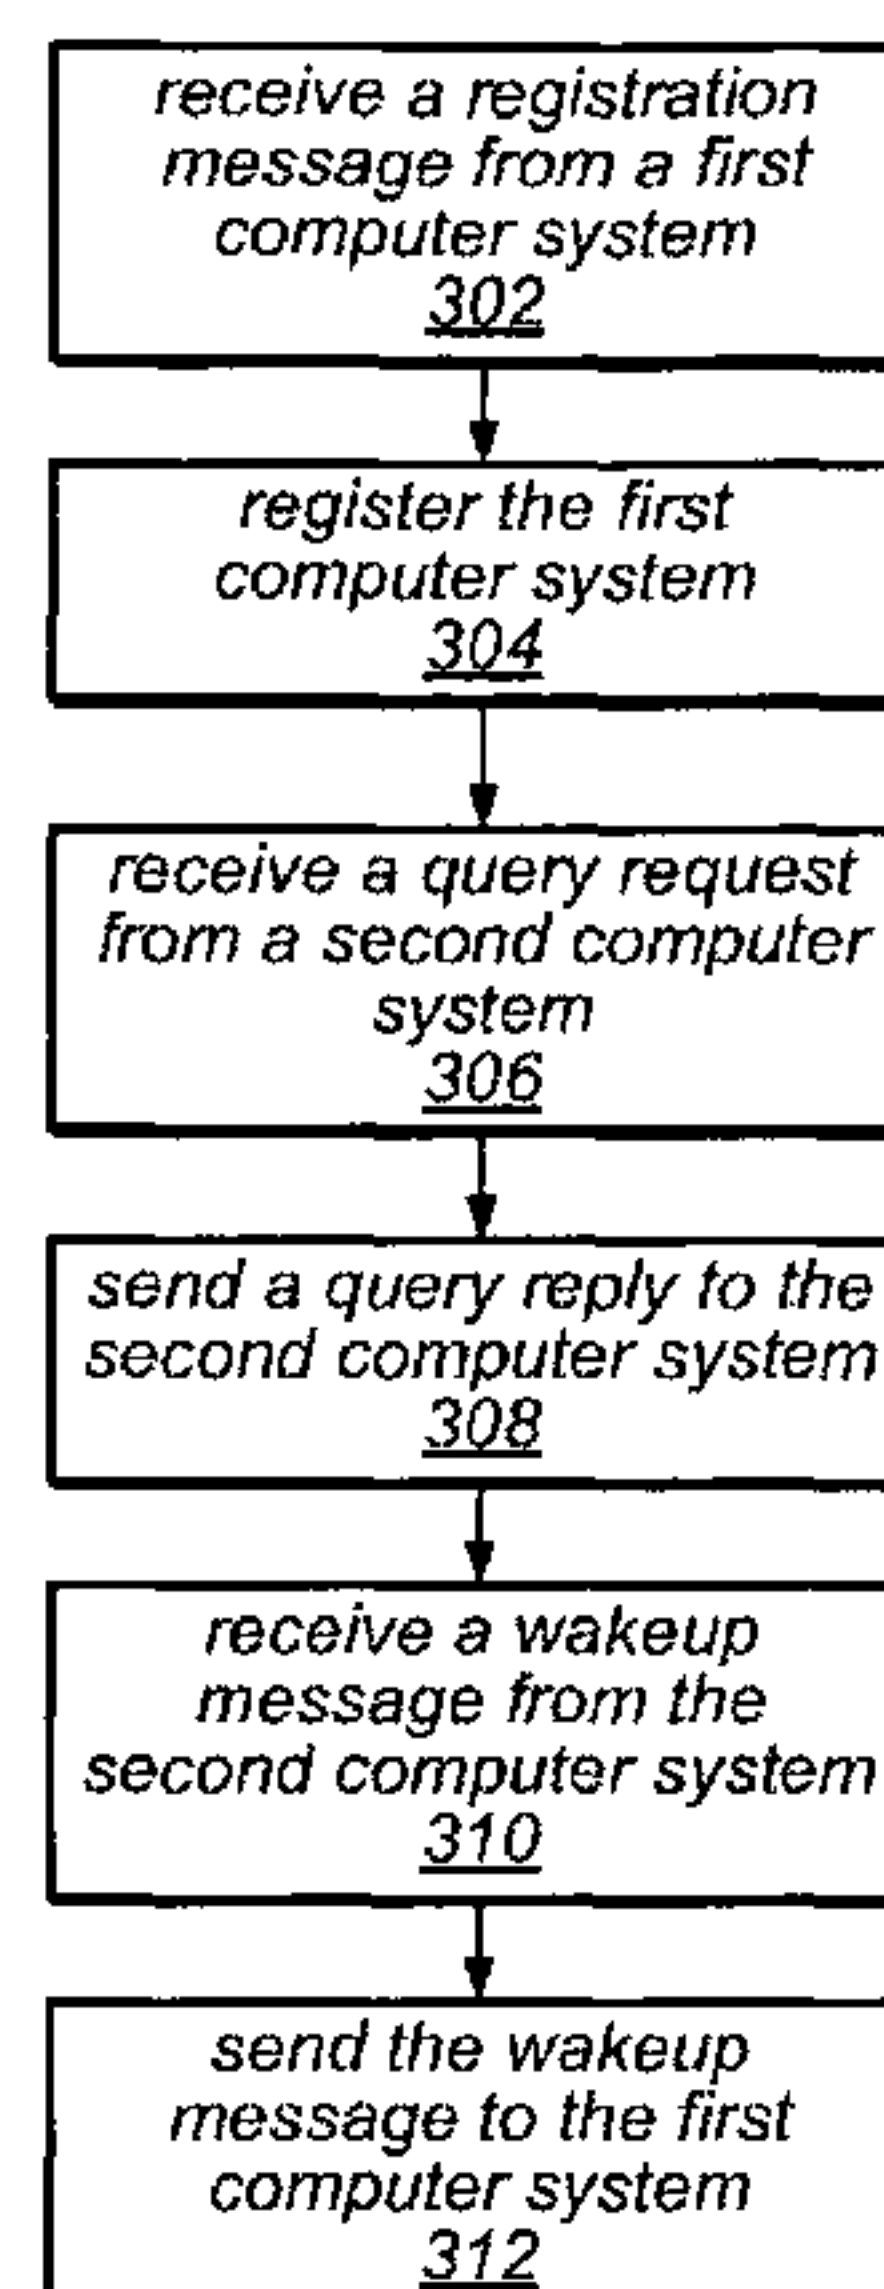 receive a registration
message from a first
computer system
302
register the first
computer system
304
receive a query request
from a second computer
system
306
send a query reply to the
second computer system
308
receive a wakeup
message from the
second computer system
310
send the wakeup
message to the first
computer system
312